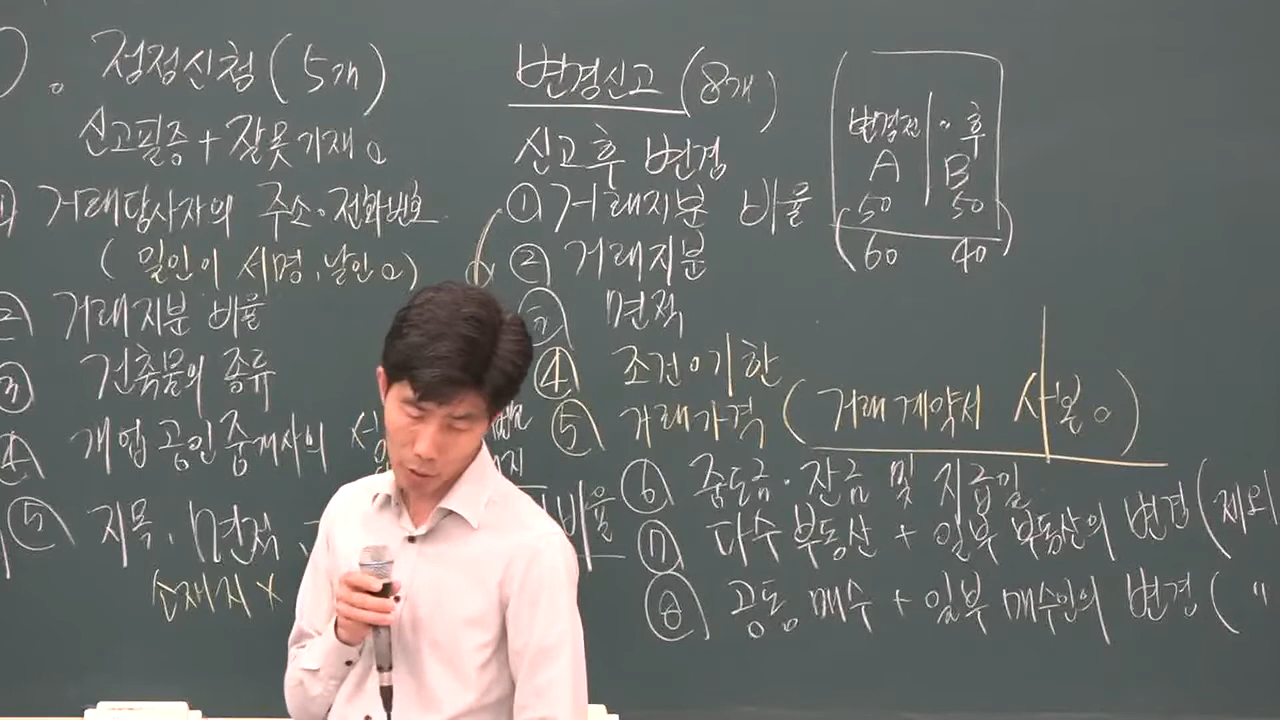 정정신청 (5개)
신고필증 + 잘못 기재 o
① 거래당사자의 주소·전화번호
(일인이 서명, 날인 o)
② 거래지분 비율
③ 건축물의 종류
④ 개업공인중개사의
⑤ 지목, 면적,
비율
소재지 x
변경신고 (8개)
신고후 변경
① 거래지분 비율
② 거래지분
③ 면적
④ 조건이기한
⑤ 거래가격 (거래계약서 사본 o)
⑥ 중도금·잔금 및 지급일
⑦ 다수 부동산 + 일부 부동산의 변경 (제외
⑧ 공동 매수 + 일부 매수인의 변경 ( "
변경전 | " 후
A B
50 50
(60 40)